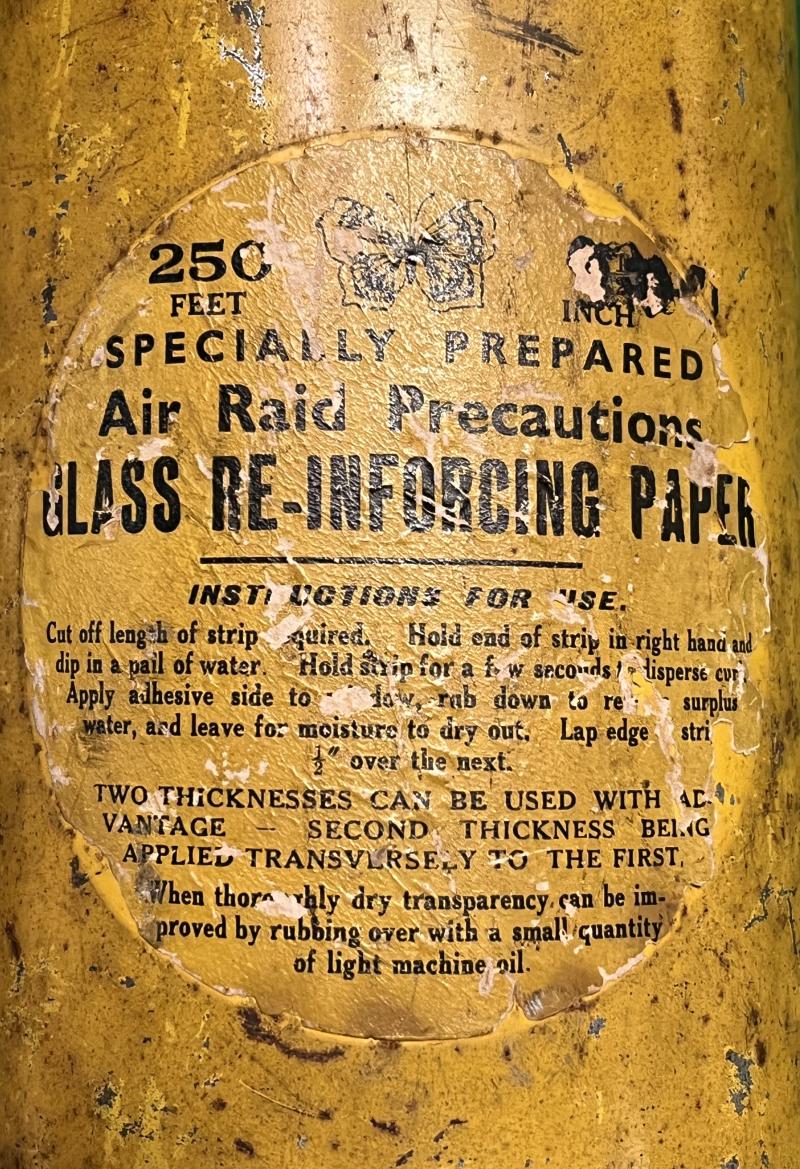 250
FEET
INCH
SPECIALLY PREPARED
Air Raid Precautions
GLASS RE-INFORCING PAPER
INSTRUCTIONS FOR USE.
Cut off length of strip required. Hold end of strip in right hand and
dip in a pail of water. Hold strip for a few seconds to disperse curl.
Apply adhesive side to window, rub down to surplus
water, and leave for moisture to dry out. Lap edge strip
½" over the next.
TWO THICKNESSES CAN BE USED WITH AD-
VANTAGE — SECOND THICKNESS BEING
APPLIED TRANSVERSELY TO THE FIRST.
When thoroughly dry transparency can be im-
proved by rubbing over with a small quantity
of light machine oil.